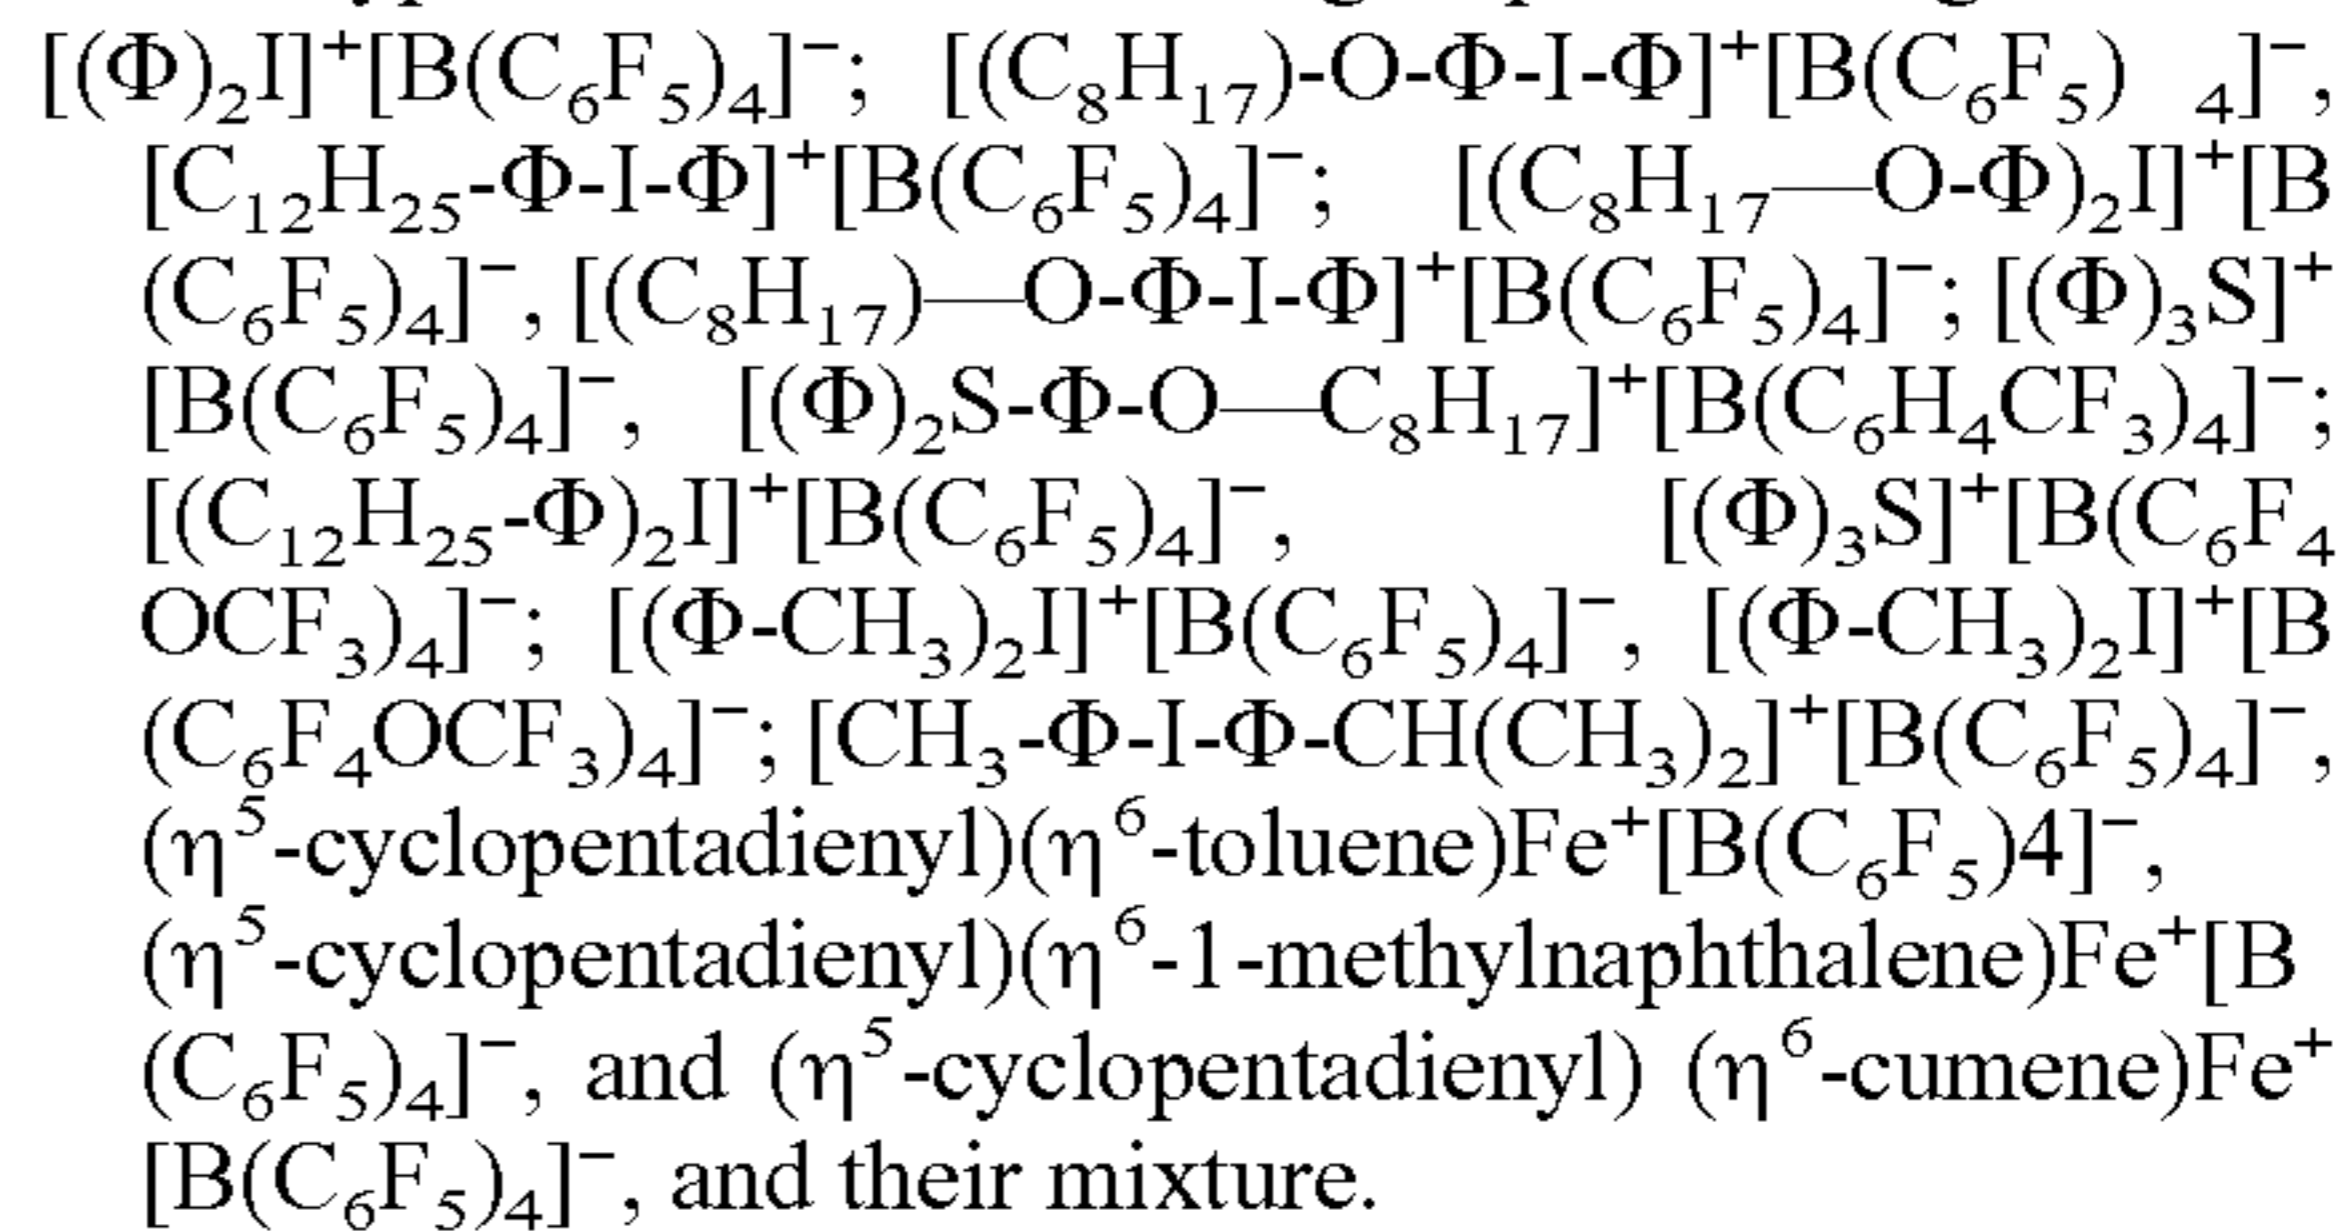 [(Φ)₂I]⁺[B(C₆F₅)₄]⁻; [(C₈H₁₇)-O-Φ-I-Φ]⁺[B(C₆F₅) ₄]⁻,
[C₁₂H₂₅-Φ-I-Φ]⁺[B(C₆F₅)₄]⁻; [(C₈H₁₇—O-Φ)₂I]⁺[B
(C₆F₅)₄]⁻, [(C₈H₁₇)—O-Φ-I-Φ]⁺[B(C₆F₅)₄]⁻; [(Φ)₃S]⁺
[B(C₆F₅)₄]⁻, [(Φ)₂S-Φ-O—C₈H₁₇]⁺[B(C₆H₄CF₃)₄]⁻;
[(C₁₂H₂₅-Φ)₂I]⁺[B(C₆F₅)₄]⁻, [(Φ)₃S]⁺[B(C₆F₄
OCF₃)₄]⁻; [(Φ-CH₃)₂I]⁺[B(C₆F₅)₄]⁻, [(Φ-CH₃)₂I]⁺[B
(C₆F₄OCF₃)₄]⁻; [CH₃-Φ-I-Φ-CH(CH₃)₂]⁺[B(C₆F₅)₄]⁻,
(η⁵-cyclopentadienyl)(η⁶-toluene)Fe⁺[B(C₆F₅)4]⁻,
(η⁵-cyclopentadienyl)(η⁶-1-methylnaphthalene)Fe⁺[B
(C₆F₅)₄]⁻, and (η⁵-cyclopentadienyl) (η⁶-cumene)Fe⁺
[B(C₆F₅)₄]⁻, and their mixture.